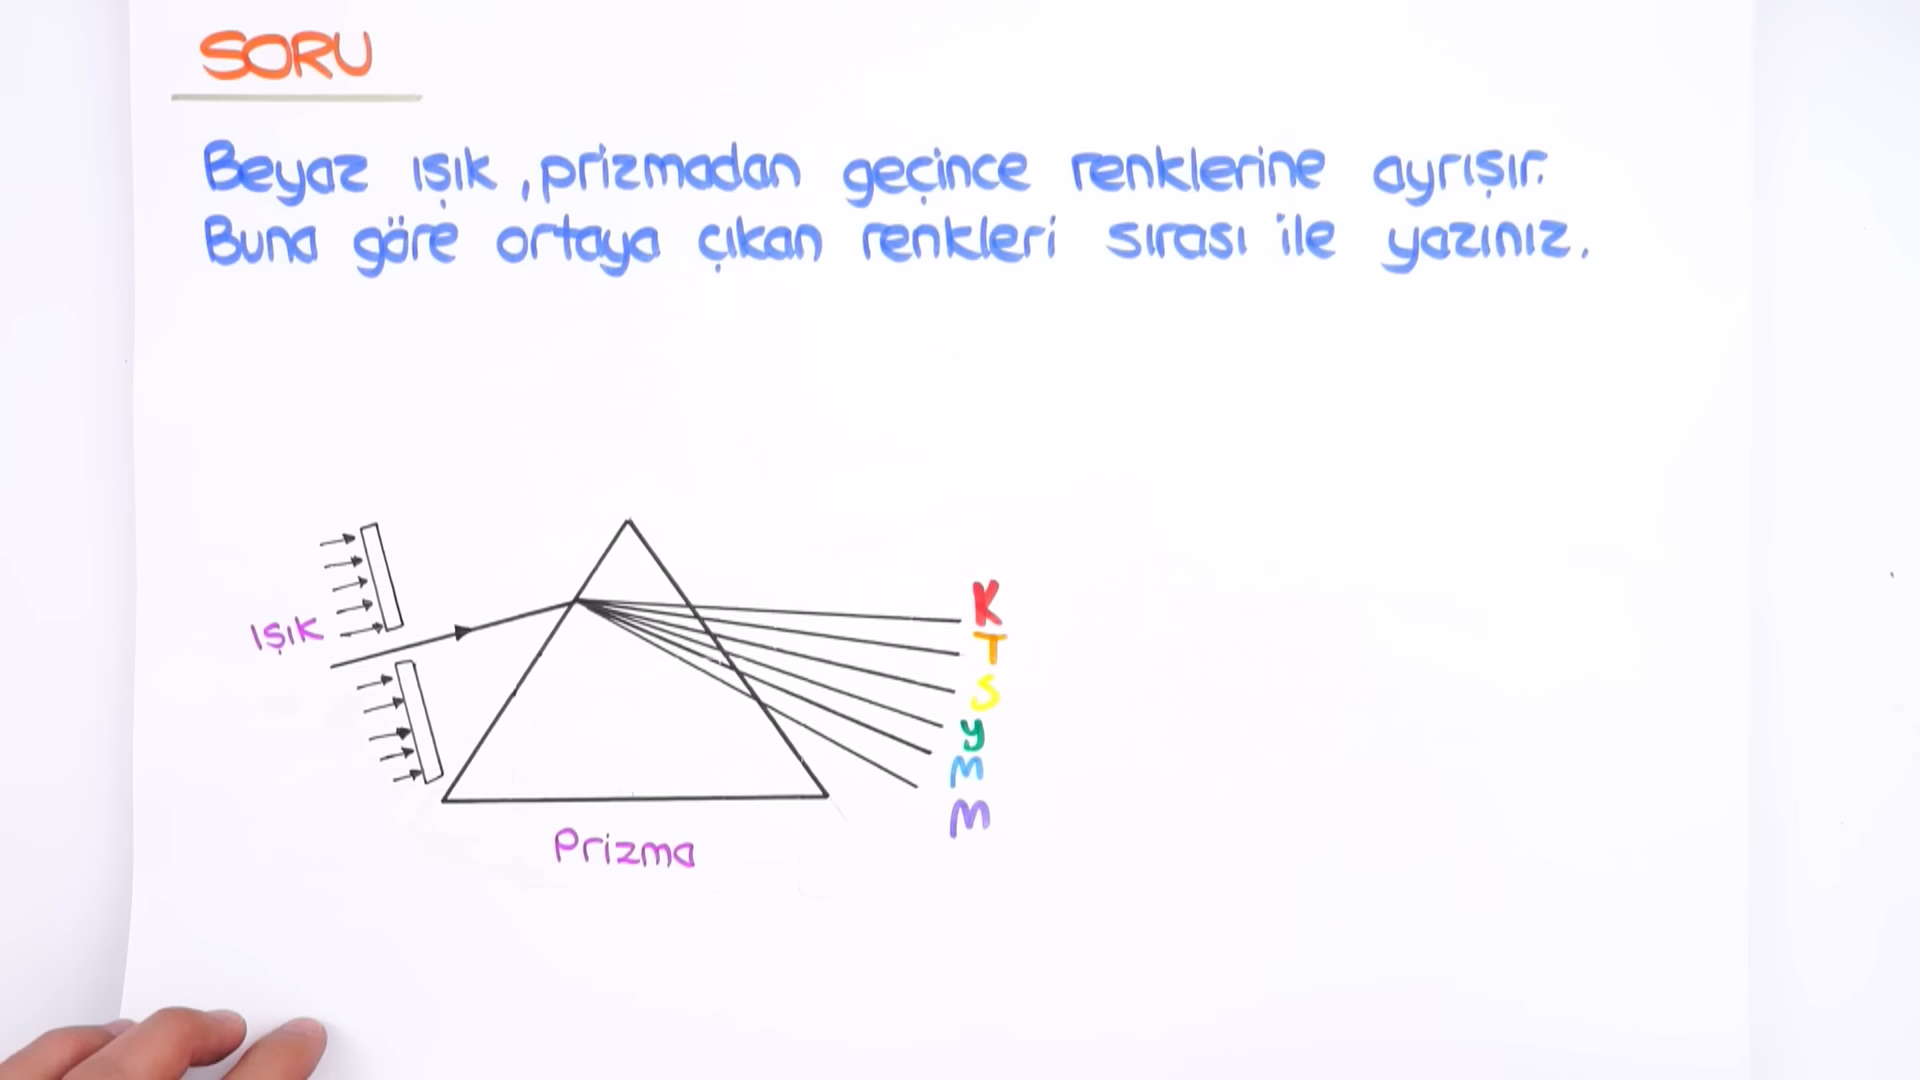 SORU
Beyaz ışık, prizmadan geçince renklerine ayrışır.
Buna göre ortaya çıkan renkleri sırası ile yazınız.
Işık
K
T
S
y
M
M
Prizma